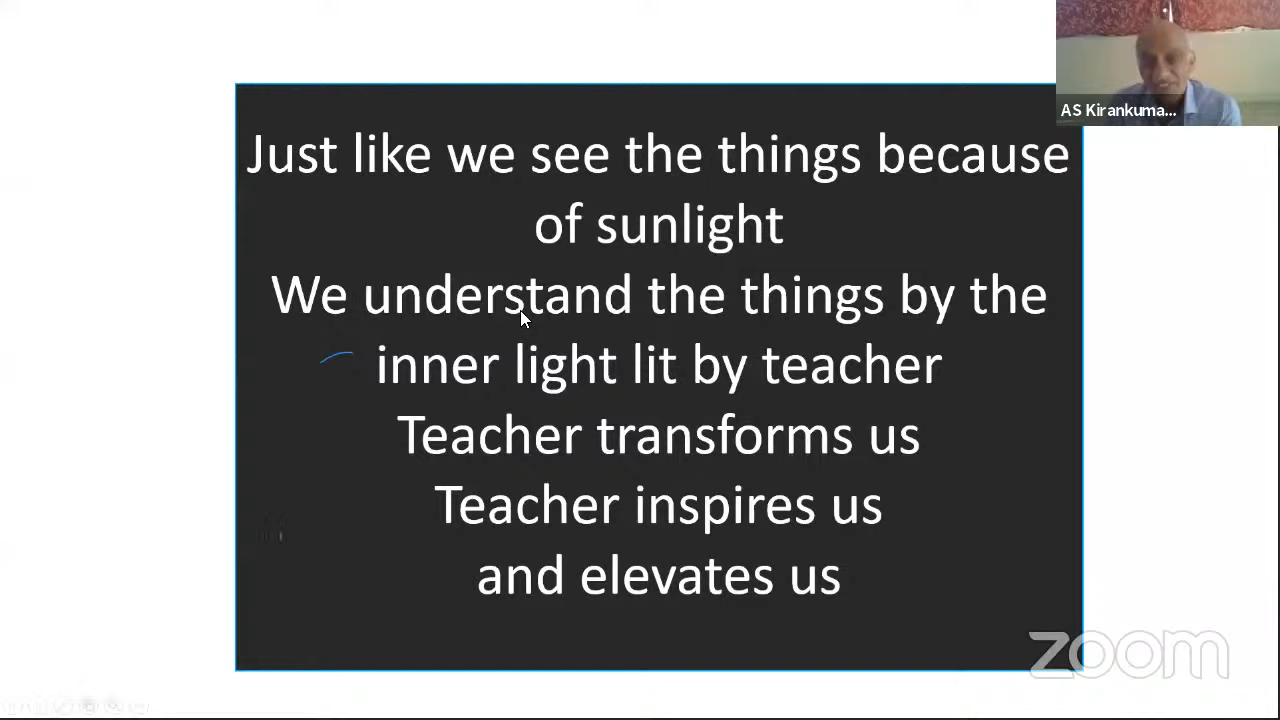 AS Kirankuma...
Just like we see the things because
of sunlight
We understand the things by the
inner light lit by teacher
Teacher transforms us
Teacher inspires us
and elevates us
zoom